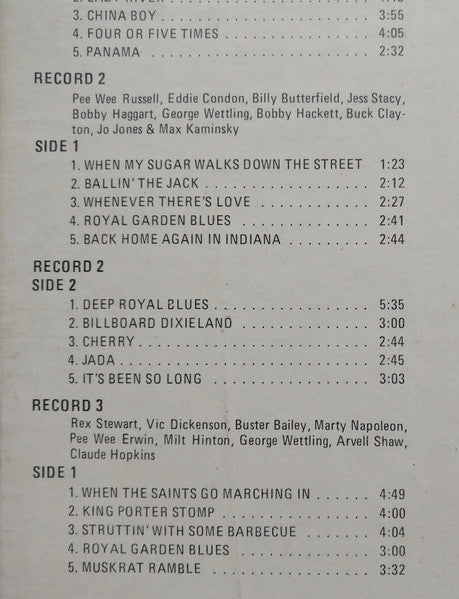 3. CHINA BOY . . . . . . . . . . . . . . . . . 3:55
4. FOUR OR FIVE TIMES . . . . . . . . . . 4:05
5. PANAMA . . . . . . . . . . . . . . . . . . 2:32
RECORD 2
Pee Wee Russell, Eddie Condon, Billy Butterfield, Jess Stacy,
Bobby Haggart, George Wettling, Bobby Hackett, Buck Clay-
ton, Jo Jones & Max Kaminsky
SIDE 1
1. WHEN MY SUGAR WALKS DOWN THE STREET 1:23
2. BALLIN' THE JACK . . . . . . . . . . . . . 2:12
3. WHENEVER THERE'S LOVE . . . . . . . . 2:27
4. ROYAL GARDEN BLUES . . . . . . . . . . 2:41
5. BACK HOME AGAIN IN INDIANA . . . . . . 2:44
RECORD 2
SIDE 2
1. DEEP ROYAL BLUES . . . . . . . . . . . . 5:35
2. BILLBOARD DIXIELAND . . . . . . . . . . 3:00
3. CHERRY . . . . . . . . . . . . . . . . . . 2:44
4. JADA . . . . . . . . . . . . . . . . . . . 2:45
5. IT'S BEEN SO LONG . . . . . . . . . . . . 3:03
RECORD 3
Rex Stewart, Vic Dickenson, Buster Bailey, Marty Napoleon,
Pee Wee Erwin, Milt Hinton, George Wettling, Arvell Shaw,
Claude Hopkins
SIDE 1
1. WHEN THE SAINTS GO MARCHING IN . . . . . 4:49
2. KING PORTER STOMP . . . . . . . . . . . 4:00
3. STRUTTIN' WITH SOME BARBECUE . . . . . 4:04
4. ROYAL GARDEN BLUES . . . . . . . . . . 3:00
5. MUSKRAT RAMBLE . . . . . . . . . . . . 3:32